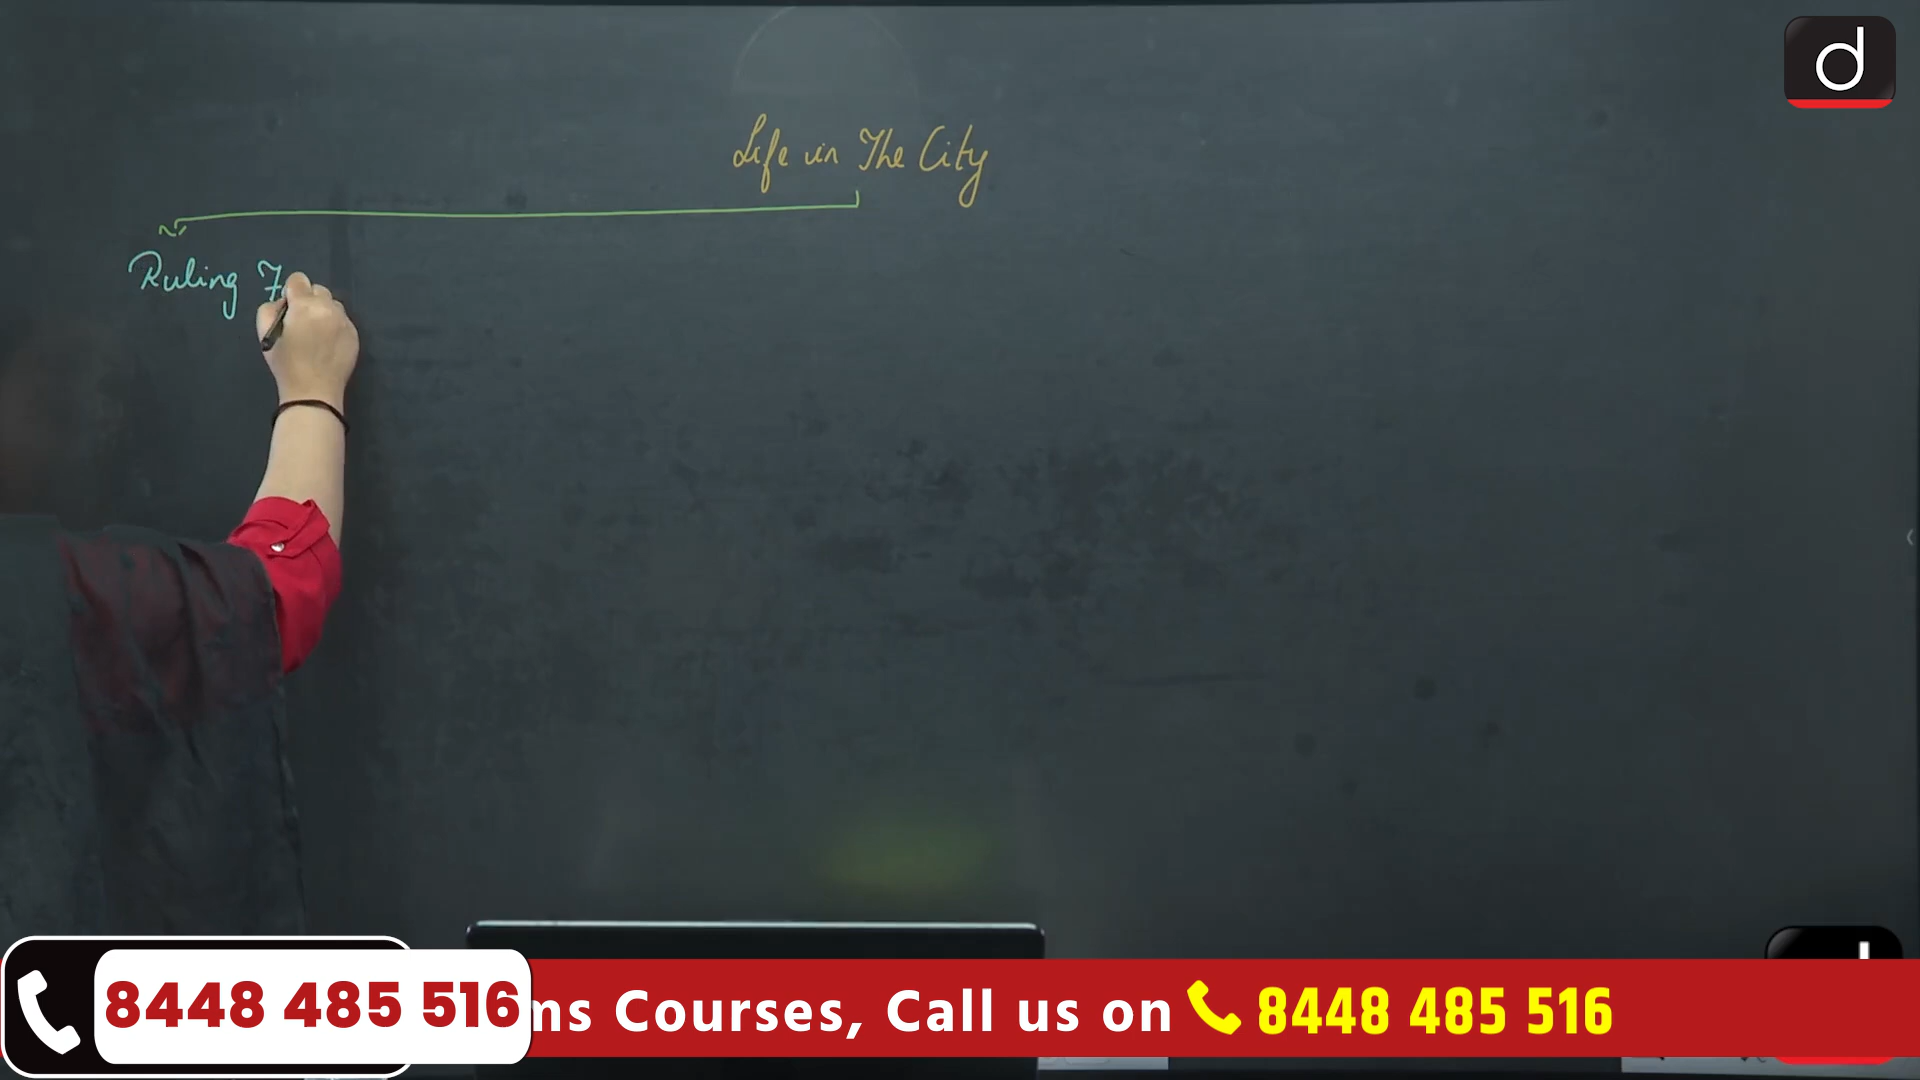 d
Life in The City
Ruling
8448 485 516
ns Courses, Call us on 8448 485 516